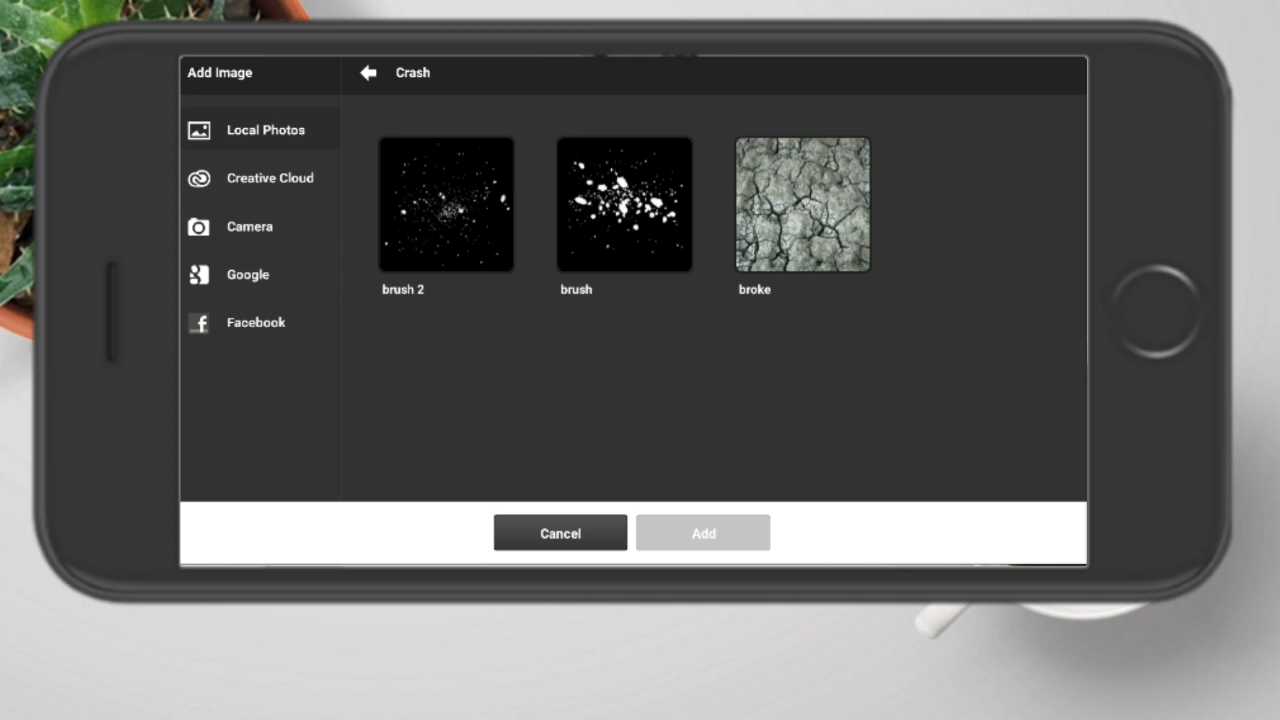 Add Image
Crash
Local Photos
Creative Cloud
Camera
Google
Facebook
brush 2
brush
broke
Cancel
Add